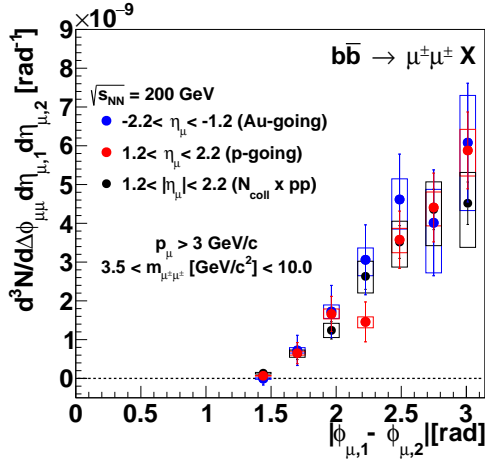 ×10⁻⁹
bb̅ → μ±μ± X
√s_NN = 200 GeV
-2.2< η_μ < -1.2 (Au-going)
1.2< η_μ < 2.2 (p-going)
1.2< |η_μ| < 2.2 (N_coll x pp)
p_μ > 3 GeV/c
3.5 < m_μ±μ± [GeV/c²] < 10.0
d³N/dΔφ_μμ dη_μ,1 dη_μ,2 [rad⁻¹]
9
8
7
6
5
4
3
2
1
0
0 0.5 1 1.5 2 2.5 3
|φ_μ,1 - φ_μ,2| [rad]